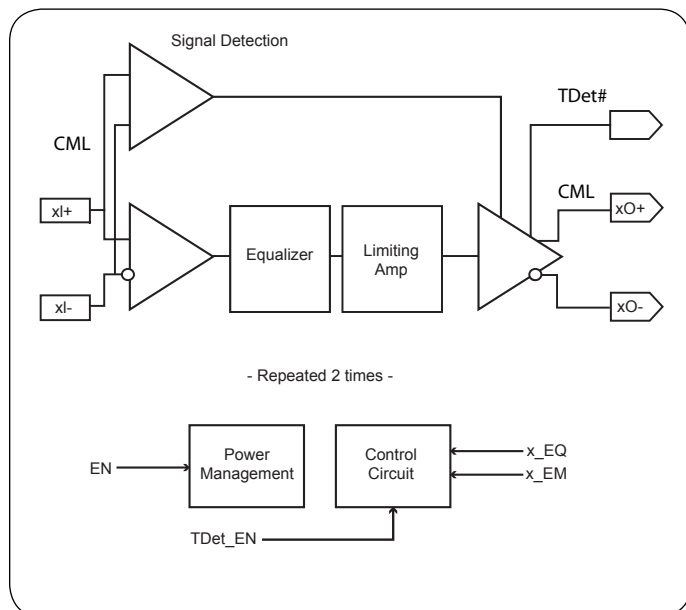 Signal Detection
TDet#
CML
CML
xI+
xO+
Equalizer
Limiting
Amp
xI-
xO-
- Repeated 2 times -
Power
Management
Control
Circuit
x_EQ
EN
x_EM
TDet_EN